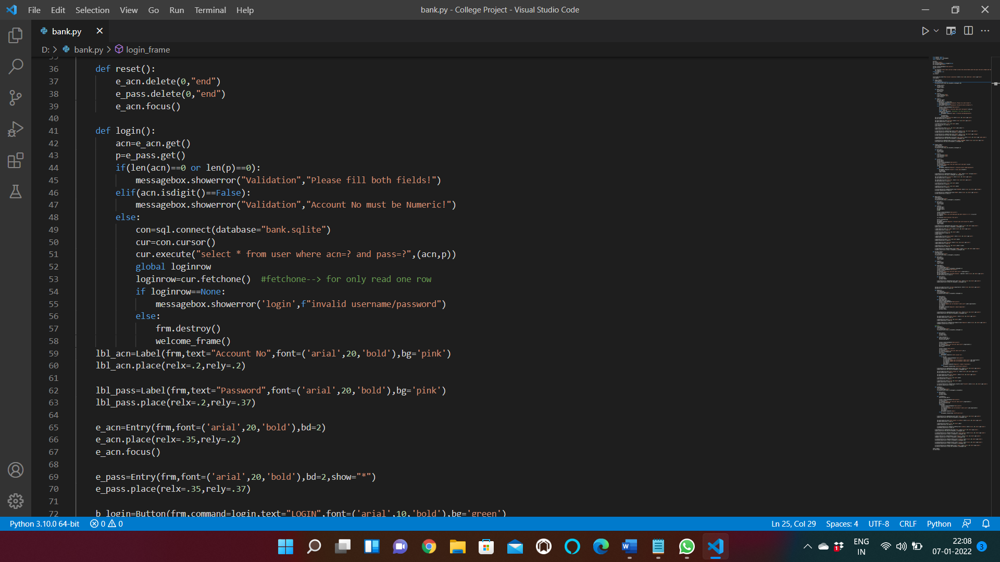 File Edit Selection View Go Run Terminal Help
bank.py - College Project - Visual Studio Code
bank.py
D: > bank.py > login_frame
36 def reset():
37 e_acn.delete(0,"end")
38 e_pass.delete(0,"end")
39 e_acn.focus()
40
41 def login():
42 acn=e_acn.get()
43 p=e_pass.get()
44 if(len(acn)==0 or len(p)==0):
45 messagebox.showerror("Validation","Please fill both fields!")
46 elif(acn.isdigit()==False):
47 messagebox.showerror("Validation","Account No must be Numeric!")
48 else:
49 con=sql.connect(database="bank.sqlite")
50 cur=con.cursor()
51 cur.execute("select * from user where acn=? and pass=?",(acn,p))
52 global loginrow
53 loginrow=cur.fetchone()  #fetchone--> for only read one row
54 if loginrow==None:
55 messagebox.showerror('login',f"invalid username/password")
56 else:
57 frm.destroy()
58 welcome_frame()
59 lbl_acn=Label(frm,text="Account No",font=('arial',20,'bold'),bg='pink')
60 lbl_acn.place(relx=.2,rely=.2)
61
62 lbl_pass=Label(frm,text="Password",font=('arial',20,'bold'),bg='pink')
63 lbl_pass.place(relx=.2,rely=.37)
64
65 e_acn=Entry(frm,font=('arial',20,'bold'),bd=2)
66 e_acn.place(relx=.35,rely=.2)
67 e_acn.focus()
68
69 e_pass=Entry(frm,font=('arial',20,'bold'),bd=2,show="*")
70 e_pass.place(relx=.35,rely=.37)
71
72 b_login=Button(frm,command=login,text="LOGIN",font=('arial',10,'bold'),bg='green')
Python 3.10.0 64-bit 0 0 Ln 25, Col 29 Spaces: 4 UTF-8 CRLF Python
ENG
IN
22:08
07-01-2022
3
1